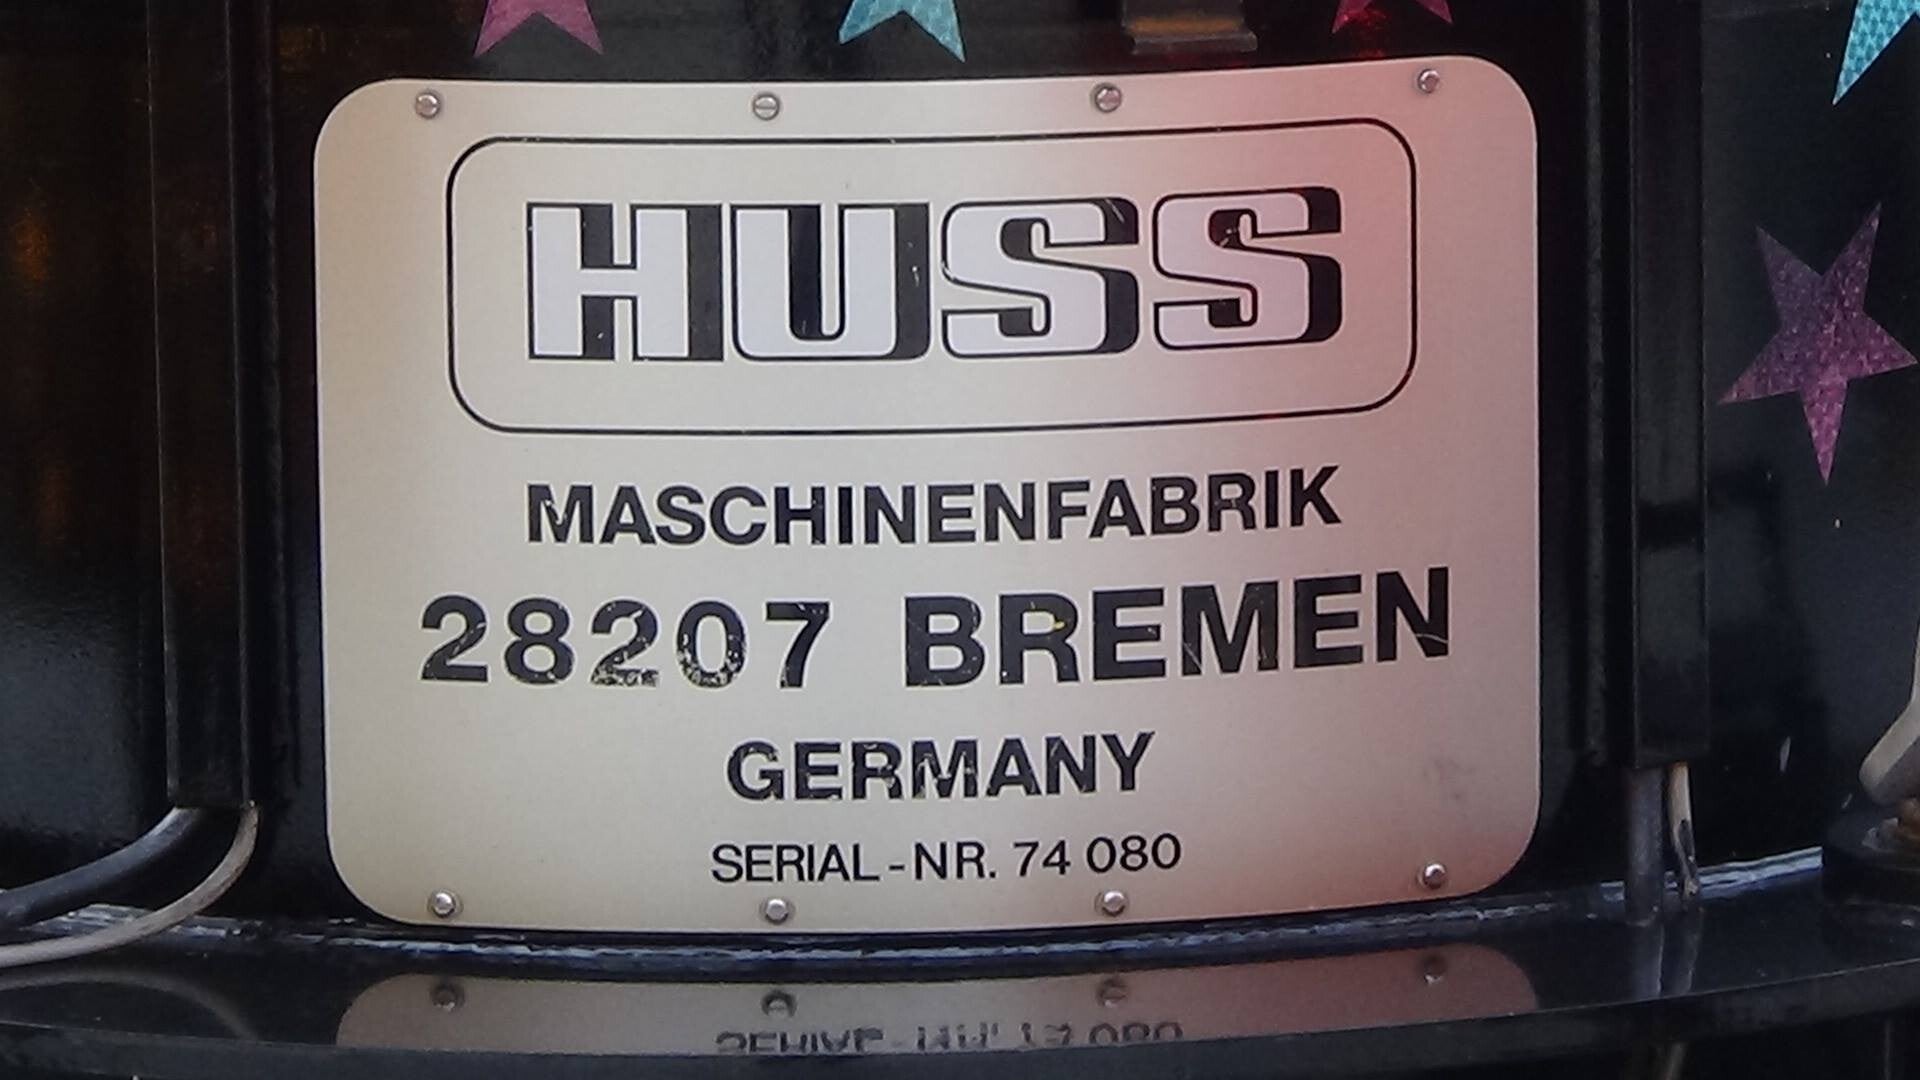 HUSS
MASCHINENFABRIK
28207 BREMEN
GERMANY
SERIAL-NR. 74 080